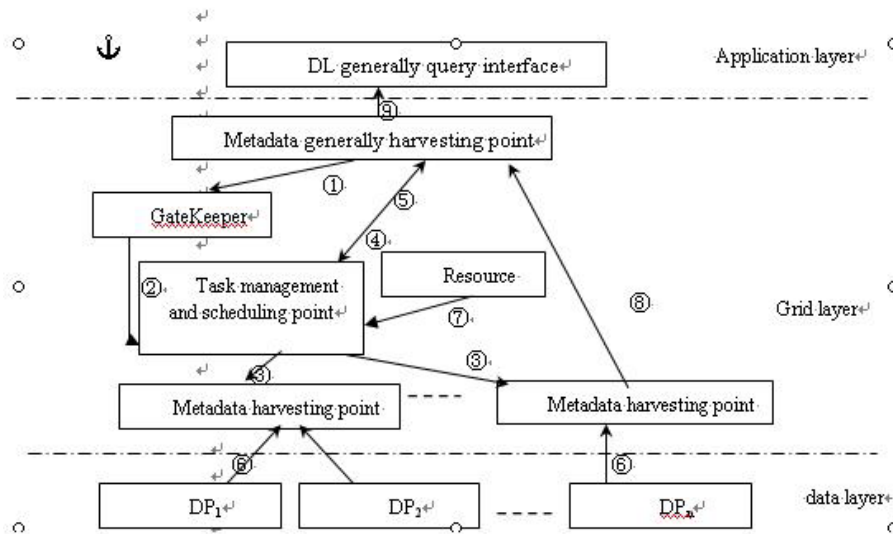 DL generally query interface
Application layer
⑨
Metadata generally harvesting point
①
⑤
GateKeeper
④
Resource
② Task management
and scheduling point
⑦
⑧
Grid layer
③
③
Metadata harvesting point
Metadata harvesting point
⑥
⑥
DP₁
DP₂
DPₙ
data layer